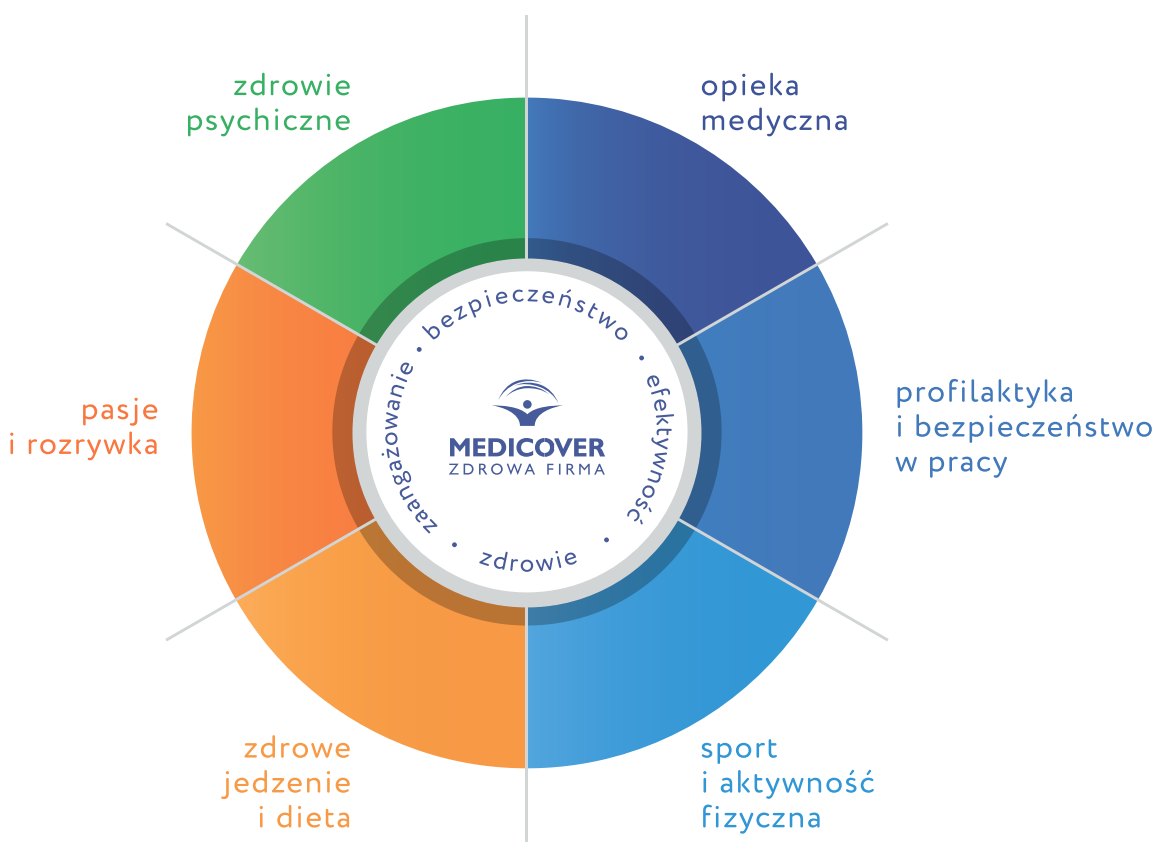 zdrowie
psychiczne
opieka
medyczna
profilaktyka
i bezpieczeństwo
w pracy
sport
i aktywność
fizyczna
zdrowe
jedzenie
i dieta
pasje
i rozrywka
bezpieczeństwo • efektywność • zdrowie • zaangażowanie •
MEDICOVER
ZDROWA FIRMA